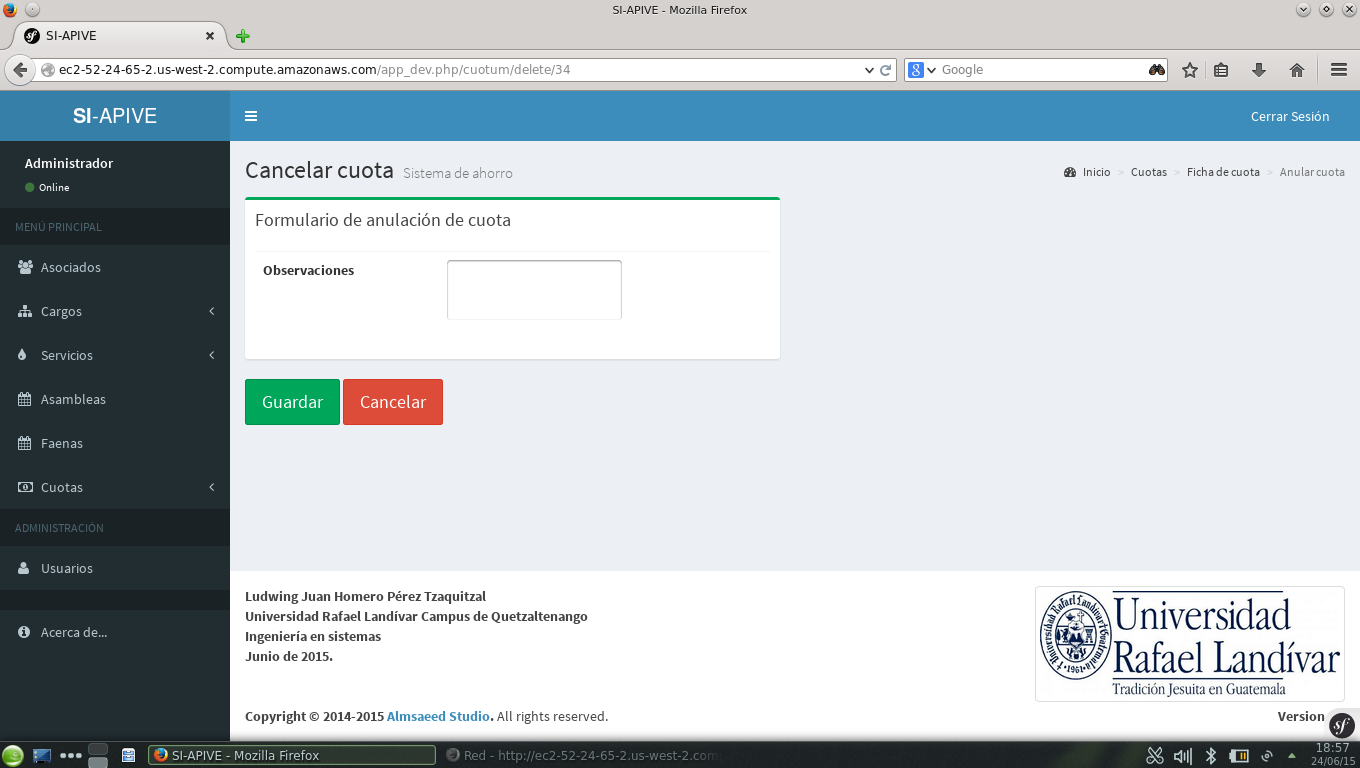 SI-APIVE - Mozilla Firefox
SI-APIVE
ec2-52-24-65-2.us-west-2.compute.amazonaws.com/app_dev.php/cuotum/delete/34
Google
SI-APIVE
Cerrar Sesión
Administrador
Online
MENÚ PRINCIPAL
Asociados
Cargos
Servicios
Asambleas
Faenas
Cuotas
ADMINISTRACIÓN
Usuarios
Acerca de...
Cancelar cuota Sistema de ahorro
Inicio > Cuotas > Ficha de cuota > Anular cuota
Formulario de anulación de cuota
Observaciones
Guardar Cancelar
Ludwing Juan Homero Pérez Tzaquitzal
Universidad Rafael Landívar Campus de Quetzaltenango
Ingeniería en sistemas
Junio de 2015.
Universidad
Rafael Landívar
Tradición Jesuita en Guatemala
Copyright © 2014-2015 Almsaeed Studio. All rights reserved.
Version
SI-APIVE - Mozilla Firefox
Red - http://ec2-52-24-65-2.us-west-2.com
18:57
24/06/15